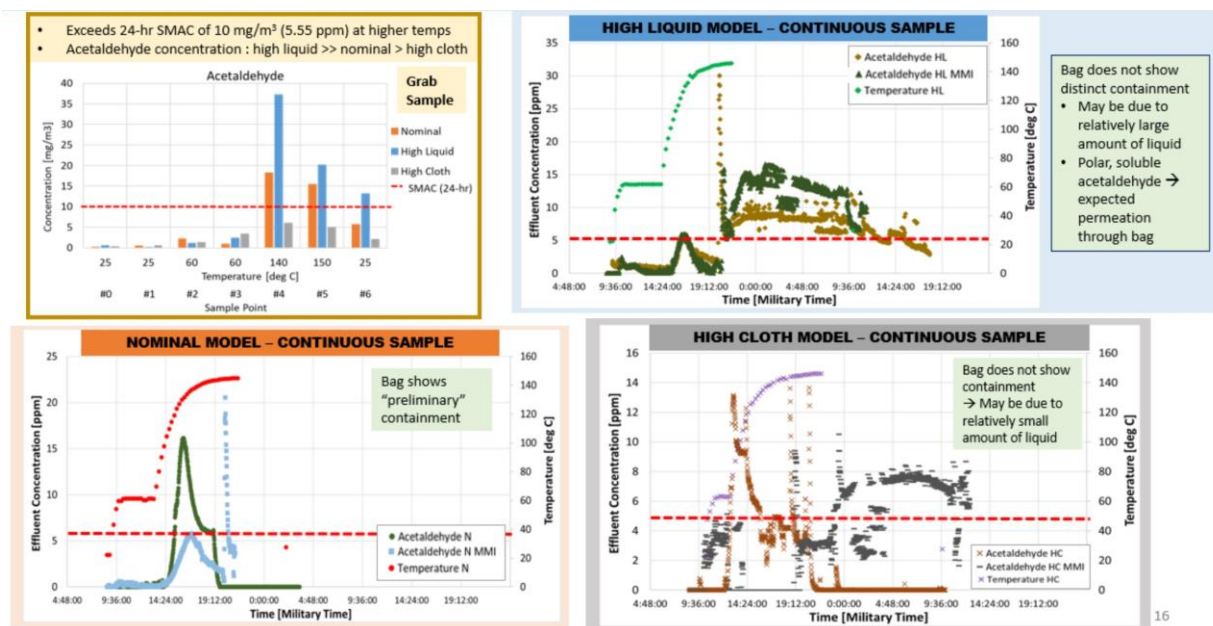 Exceeds 24-hr SMAC of 10 mg/m³ (5.55 ppm) at higher temps
Acetaldehyde concentration : high liquid >> nominal > high cloth
Acetaldehyde
Grab
Sample
Concentration [mg/m3]
40
35
30
25
20
15
10
5
0
Nominal
High Liquid
High Cloth
SMAC (24-hr)
25 25 60 60 140 150 25
Temperature [deg C]
#0 #1 #2 #3 #4 #5 #6
Sample Point
HIGH LIQUID MODEL – CONTINUOUS SAMPLE
Effluent Concentration [ppm]
35
30
25
20
15
10
5
0
Acetaldehyde HL
Acetaldehyde HL MMI
Temperature HL
160
140
120
100
80
60
40
20
0
Temperature [deg C]
4:48:00 9:36:00 14:24:00 19:12:00 0:00:00 4:48:00 9:36:00 14:24:00 19:12:00
Time [Military Time]
Bag does not show
distinct containment
• May be due to
relatively large
amount of liquid
• Polar, soluble
acetaldehyde →
expected
permeation
through bag
NOMINAL MODEL – CONTINUOUS SAMPLE
Effluent Concentration [ppm]
25
20
15
10
5
0
Bag shows
“preliminary”
containment
Acetaldehyde N
Acetaldehyde N MMI
Temperature N
160
140
120
100
80
60
40
20
0
Temperature [deg C]
4:48:00 9:36:00 14:24:00 19:12:00 0:00:00 4:48:00 9:36:00 14:24:00 19:12:00
Time [Military Time]
HIGH CLOTH MODEL – CONTINUOUS SAMPLE
Effluent Concentration [ppm]
16
14
12
10
8
6
4
2
0
Bag does not show
containment
→ May be due to
relatively small
amount of liquid
Acetaldehyde HC
Acetaldehyde HC MMI
Temperature HC
160
140
120
100
80
60
40
20
0
Temperature [deg C]
4:48:00 9:36:00 14:24:00 19:12:00 0:00:00 4:48:00 9:36:00 14:24:00 19:12:00
Time [Military Time]
16